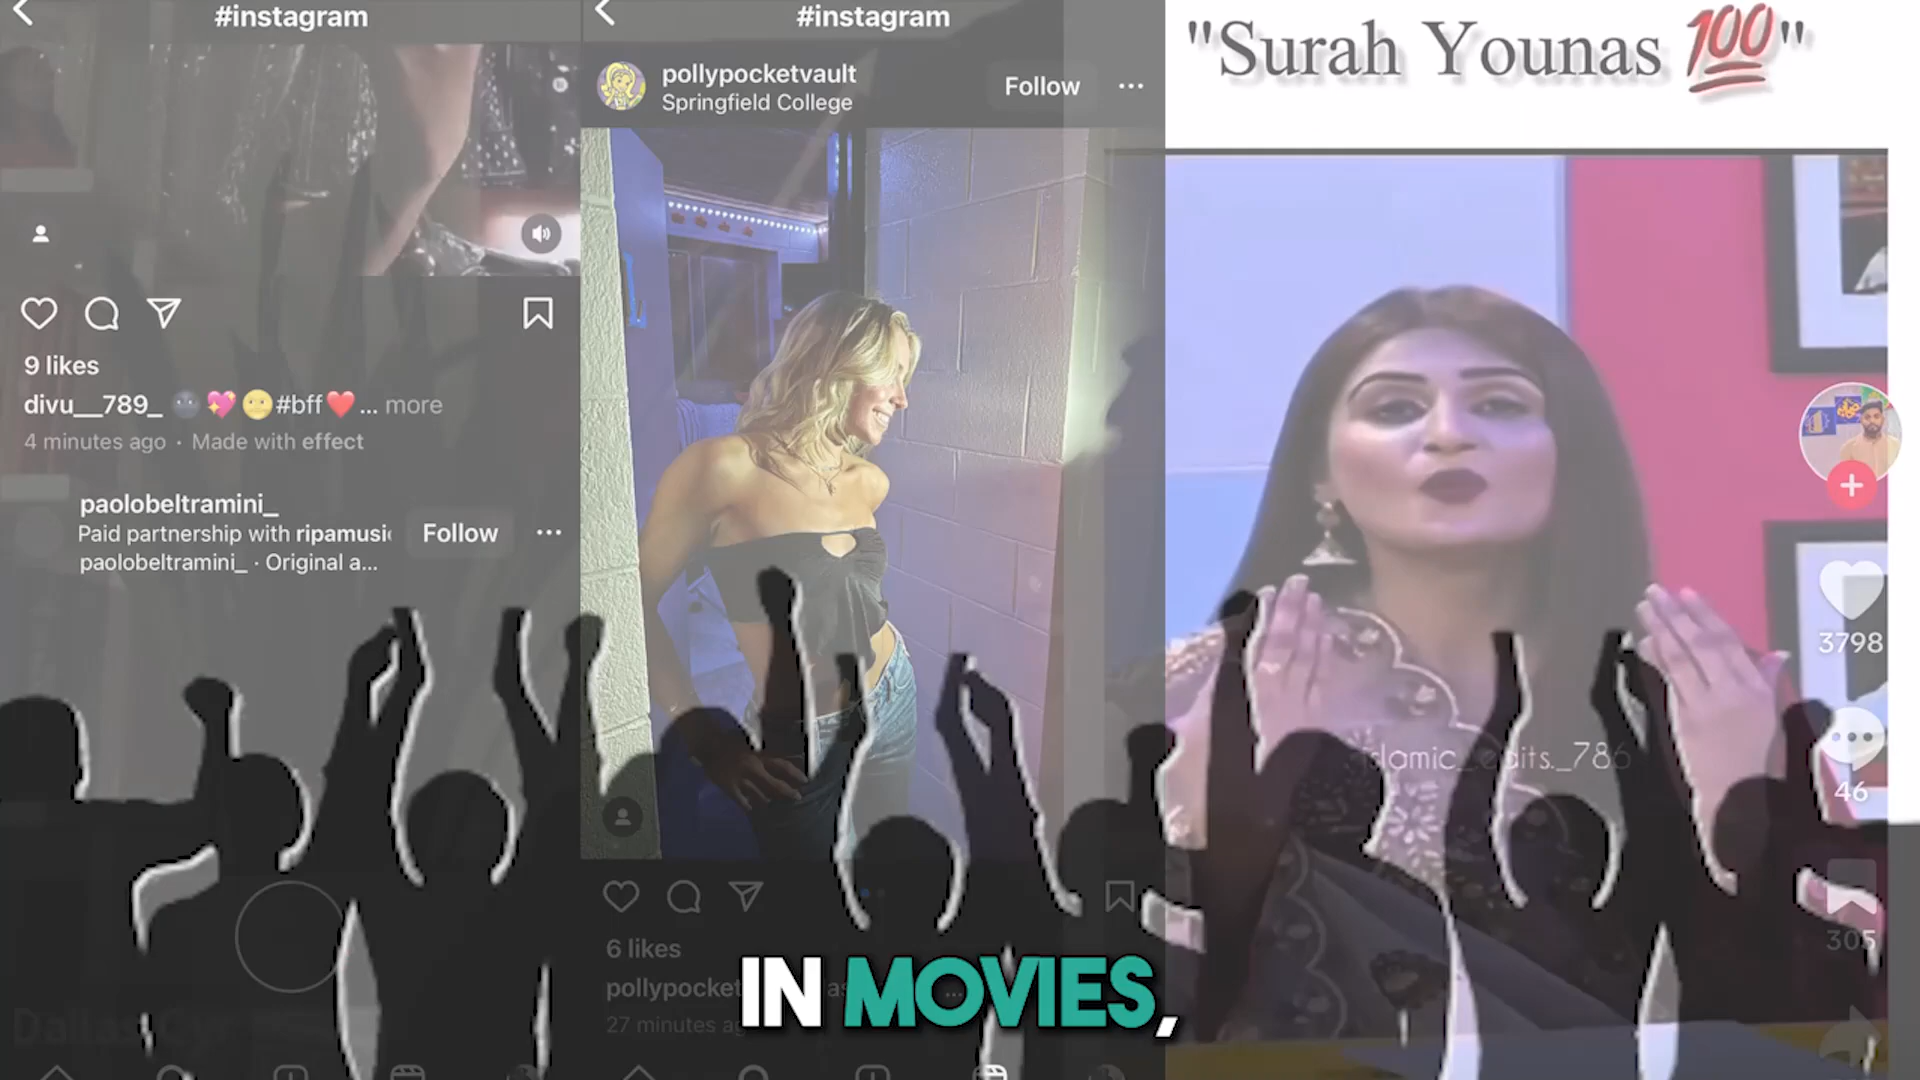 #instagram
9 likes
divu__789_ 🌚💖🌝#bff❤️... more
4 minutes ago · Made with effect
paolobeltramini_
Paid partnership with ripamusi
paolobeltramini_ · Original a...
Follow
#instagram
pollypocketvault
Springfield College
Follow
6 likes
pollypocket
27 minutes
"Surah Younas 💯"
3798
46
305
IN MOVIES,